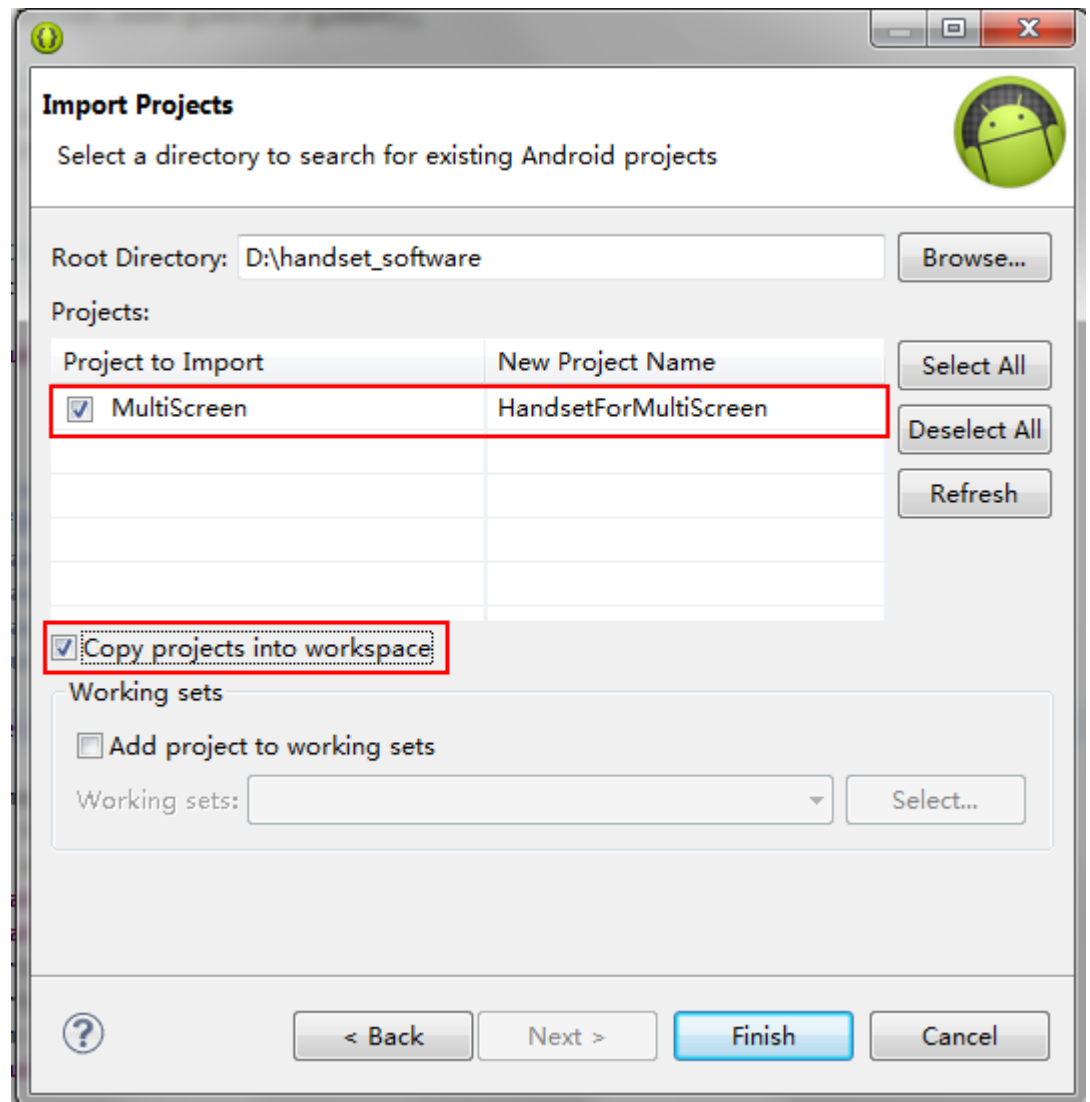 Import Projects
Select a directory to search for existing Android projects
Root Directory: D:\handset_software Browse...
Projects:
Project to Import New Project Name Select All
MultiScreen HandsetForMultiScreen
Deselect All
Refresh
Copy projects into workspace
Working sets
Add project to working sets
Working sets: Select...
< Back Next > Finish Cancel